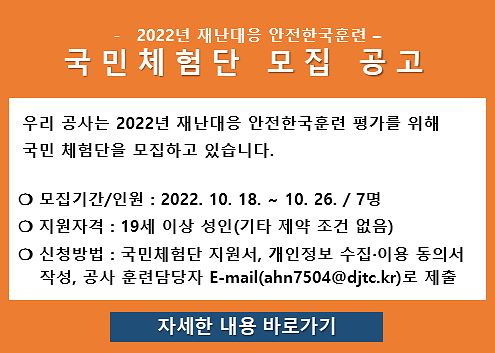 - 2022년 재난대응 안전한국훈련 –
국민체험단 모집 공고
우리 공사는 2022년 재난대응 안전한국훈련 평가를 위해
국민 체험단을 모집하고 있습니다.
❍ 모집기간/인원 : 2022. 10. 18. ~ 10. 26. / 7명
❍ 지원자격 : 19세 이상 성인(기타 제약 조건 없음)
❍ 신청방법 : 국민체험단 지원서, 개인정보 수집·이용 동의서
작성, 공사 훈련담당자 E-mail(ahn7504@djtc.kr)로 제출
자세한 내용 바로가기